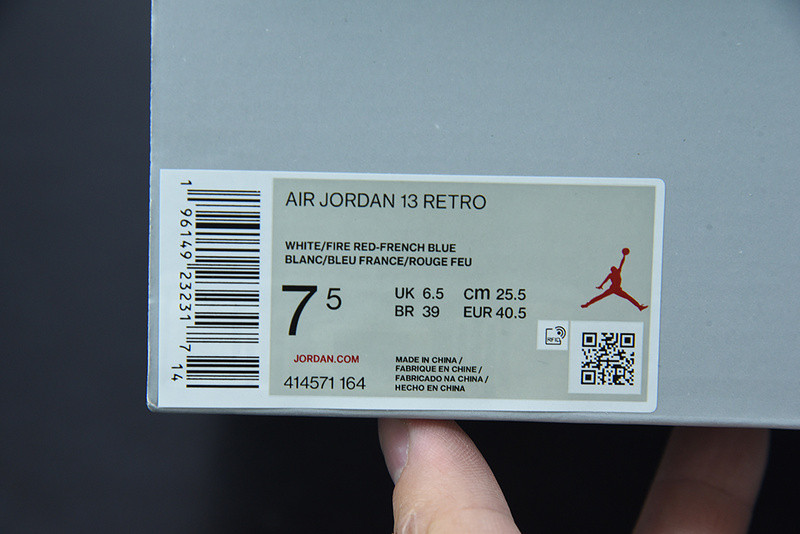 1 96149 23231 7 14
AIR JORDAN 13 RETRO
WHITE/FIRE RED-FRENCH BLUE
BLANC/BLEU FRANCE/ROUGE FEU
7 5
UK 6.5 cm 25.5
BR 39 EUR 40.5
JORDAN.COM
414571 164
MADE IN CHINA /
FABRIQUE EN CHINE /
FABRICADO NA CHINA /
HECHO EN CHINA
RFID